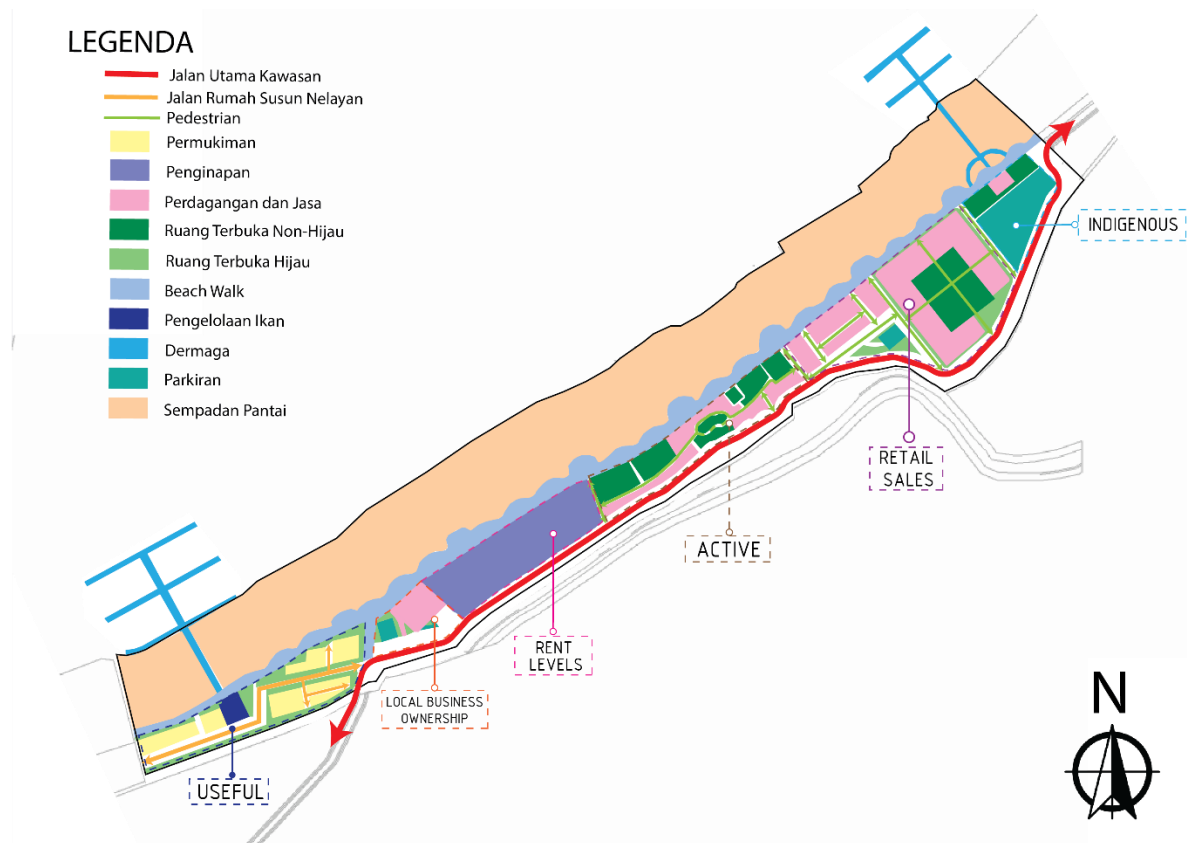 LEGENDA
Jalan Utama Kawasan
Jalan Rumah Susun Nelayan
Pedestrian
Permukiman
Penginapan
Perdagangan dan Jasa
Ruang Terbuka Non-Hijau
Ruang Terbuka Hijau
Beach Walk
Pengelolaan Ikan
Dermaga
Parkiran
Sempadan Pantai
INDIGENOUS
RETAIL
SALES
ACTIVE
RENT
LEVELS
LOCAL BUSINESS
OWNERSHIP
USEFUL
N